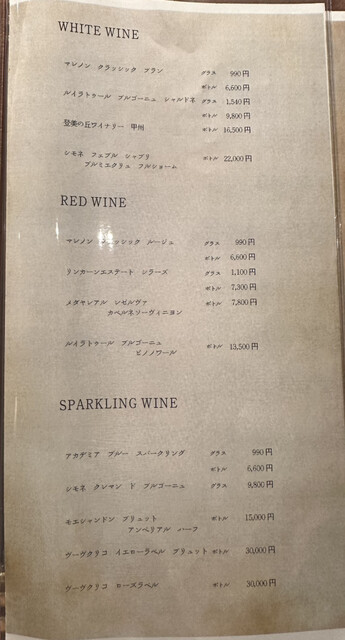 WHITE WINE
マレノン クラッシック ブラン グラス 990円
ボトル 6,600円
ルイラトゥール ブルゴーニュ シャルドネ グラス 1,540円
ボトル 9,800円
登美の丘ワイナリー 甲州 ボトル 16,500円
シモネ フェブル シャブリ ボトル 22,000円
プルミエクリュ フルショーム
RED WINE
マレノン クラッシック ルージュ グラス 990円
ボトル 6,600円
リンカーンエステート シラーズ グラス 1,100円
ボトル 7,300円
メダヤンアル レゼルヴァ ボトル 7,800円
カベルネソーヴィニヨン
ルイラトゥール ブルゴーニュ ボトル 13,500円
ピノノワール
SPARKLING WINE
アカデミア ブルー スパークリング グラス 990円
ボトル 6,600円
シモネ クレマン ド ブルゴーニュ グラス 9,800円
モエシャンドン ブリュット ボトル 15,000円
アンペリアル ハーフ
ヴーヴクリコ イエローラベル ブリュット ボトル 30,000円
ヴーヴクリコ ローズラベル ボトル 30,000円